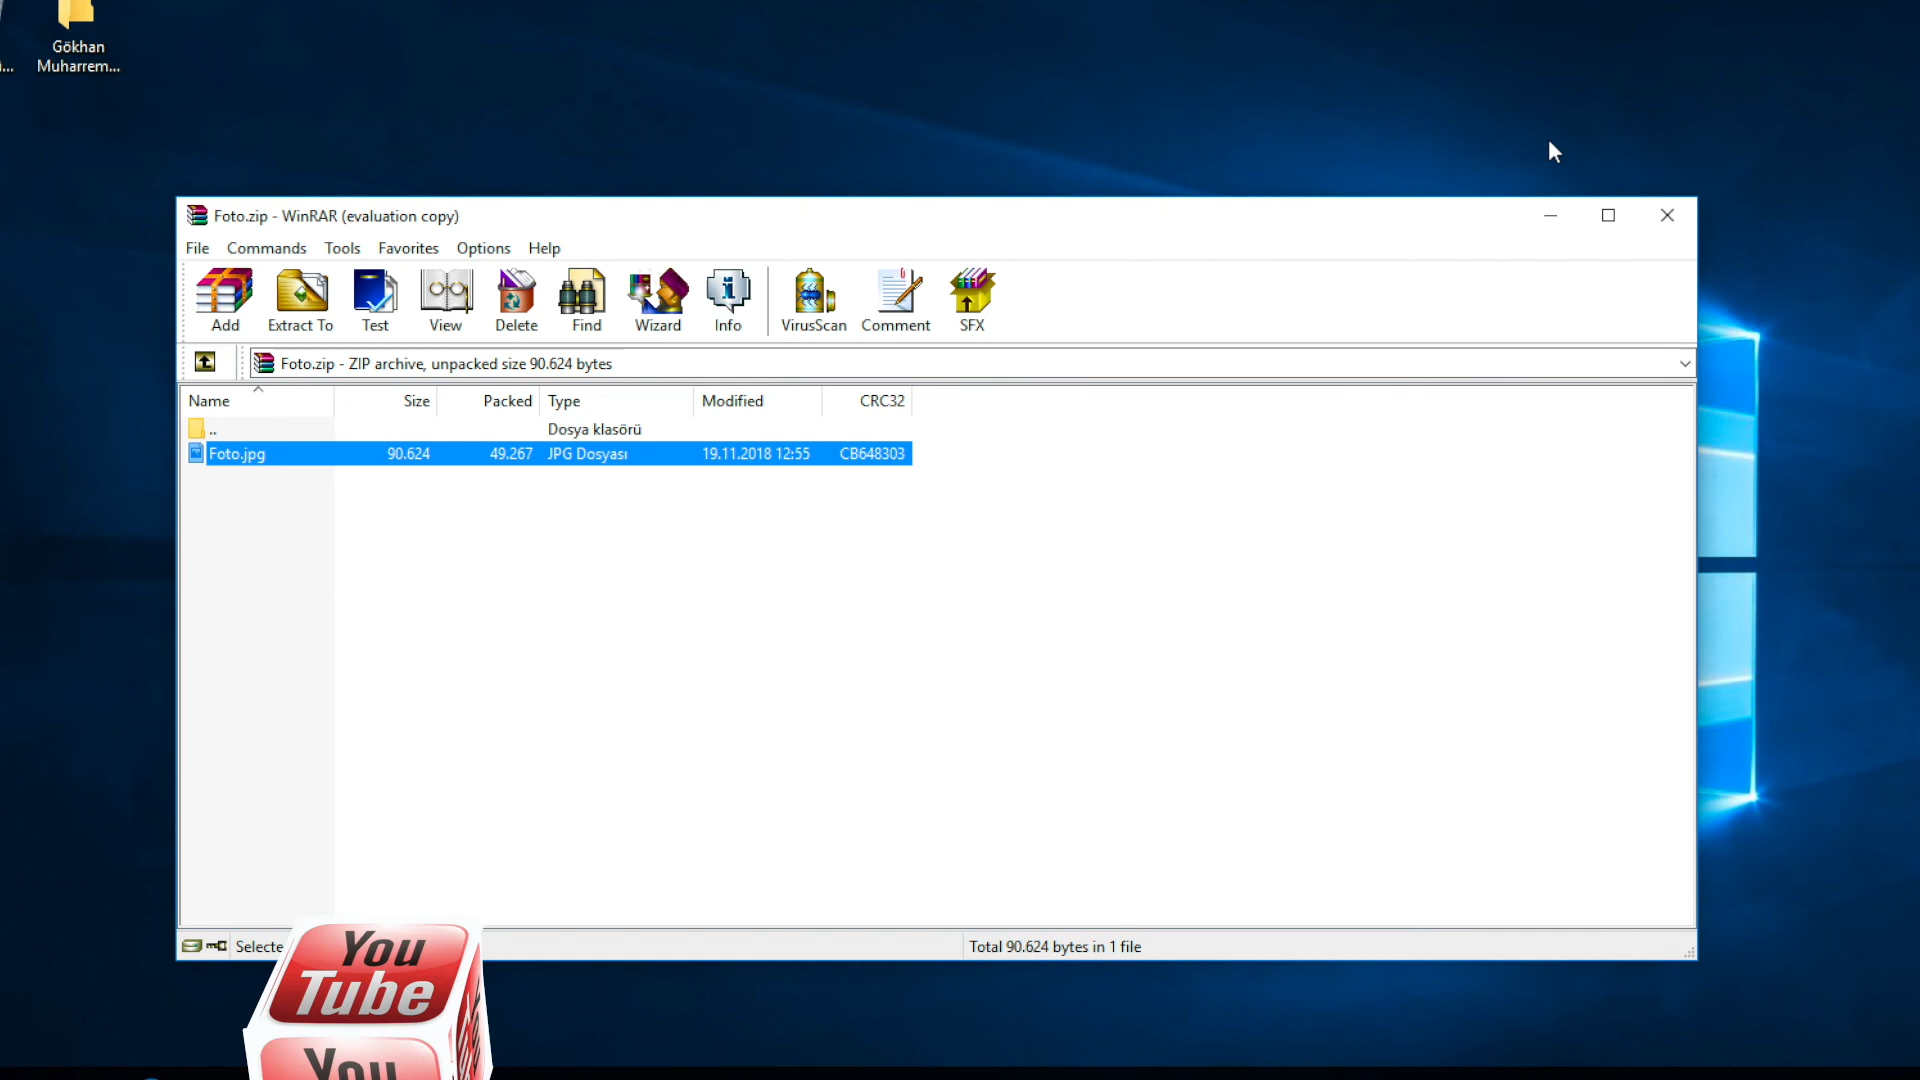 Gökhan
Muharrem...
Foto.zip - WinRAR (evaluation copy)
File Commands Tools Favorites Options Help
Add Extract To Test View Delete Find Wizard Info VirusScan Comment SFX
Foto.zip - ZIP archive, unpacked size 90.624 bytes
Name Size Packed Type Modified CRC32
.. Dosya klasörü
Foto.jpg 90.624 49.267 JPG Dosyası 19.11.2018 12:55 CB648303
Selecte Total 90.624 bytes in 1 file
You
Tube
You